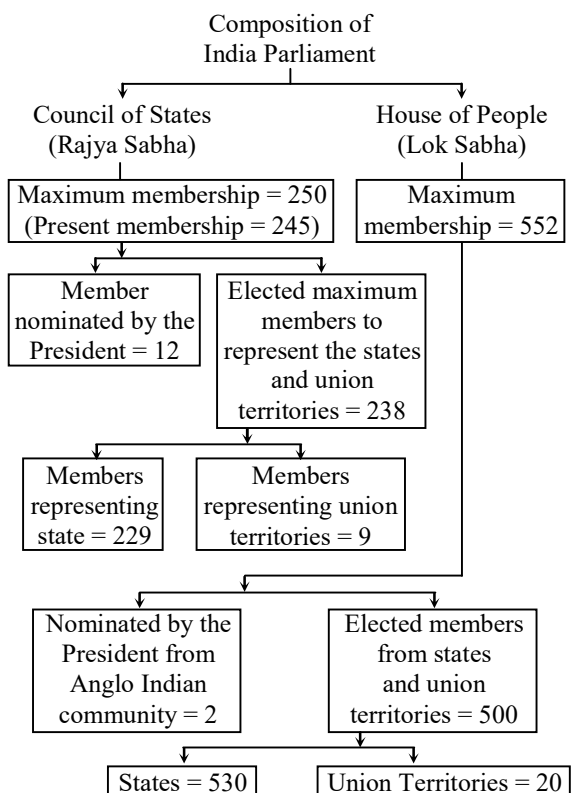 Composition of
India Parliament
Council of States
(Rajya Sabha)
House of People
(Lok Sabha)
Maximum membership = 250
(Present membership = 245)
Maximum
membership = 552
Member
nominated by the
President = 12
Elected maximum
members to
represent the states
and union
territories = 238
Members
representing
state = 229
Members
representing union
territories = 9
Nominated by the
President from
Anglo Indian
community = 2
Elected members
from states
and union
territories = 500
States = 530
Union Territories = 20